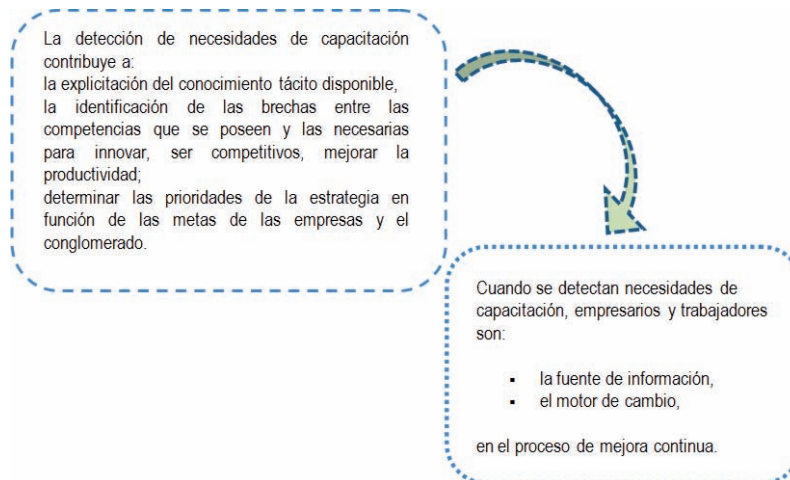 La detección de necesidades de capacitación
contribuye a:
la explicitación del conocimiento tácito disponible,
la identificación de las brechas entre las
competencias que se poseen y las necesarias
para innovar, ser competitivos, mejorar la
productividad;
determinar las prioridades de la estrategia en
función de las metas de las empresas y el
conglomerado.
Cuando se detectan necesidades de
capacitación, empresarios y trabajadores
son:
▪ la fuente de información,
▪ el motor de cambio,
en el proceso de mejora continua.